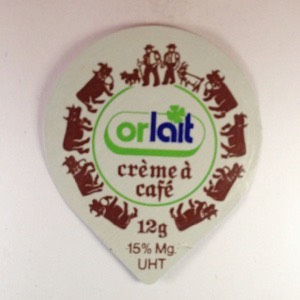 orlait
crème à
café
12g
15% Mg.
UHT